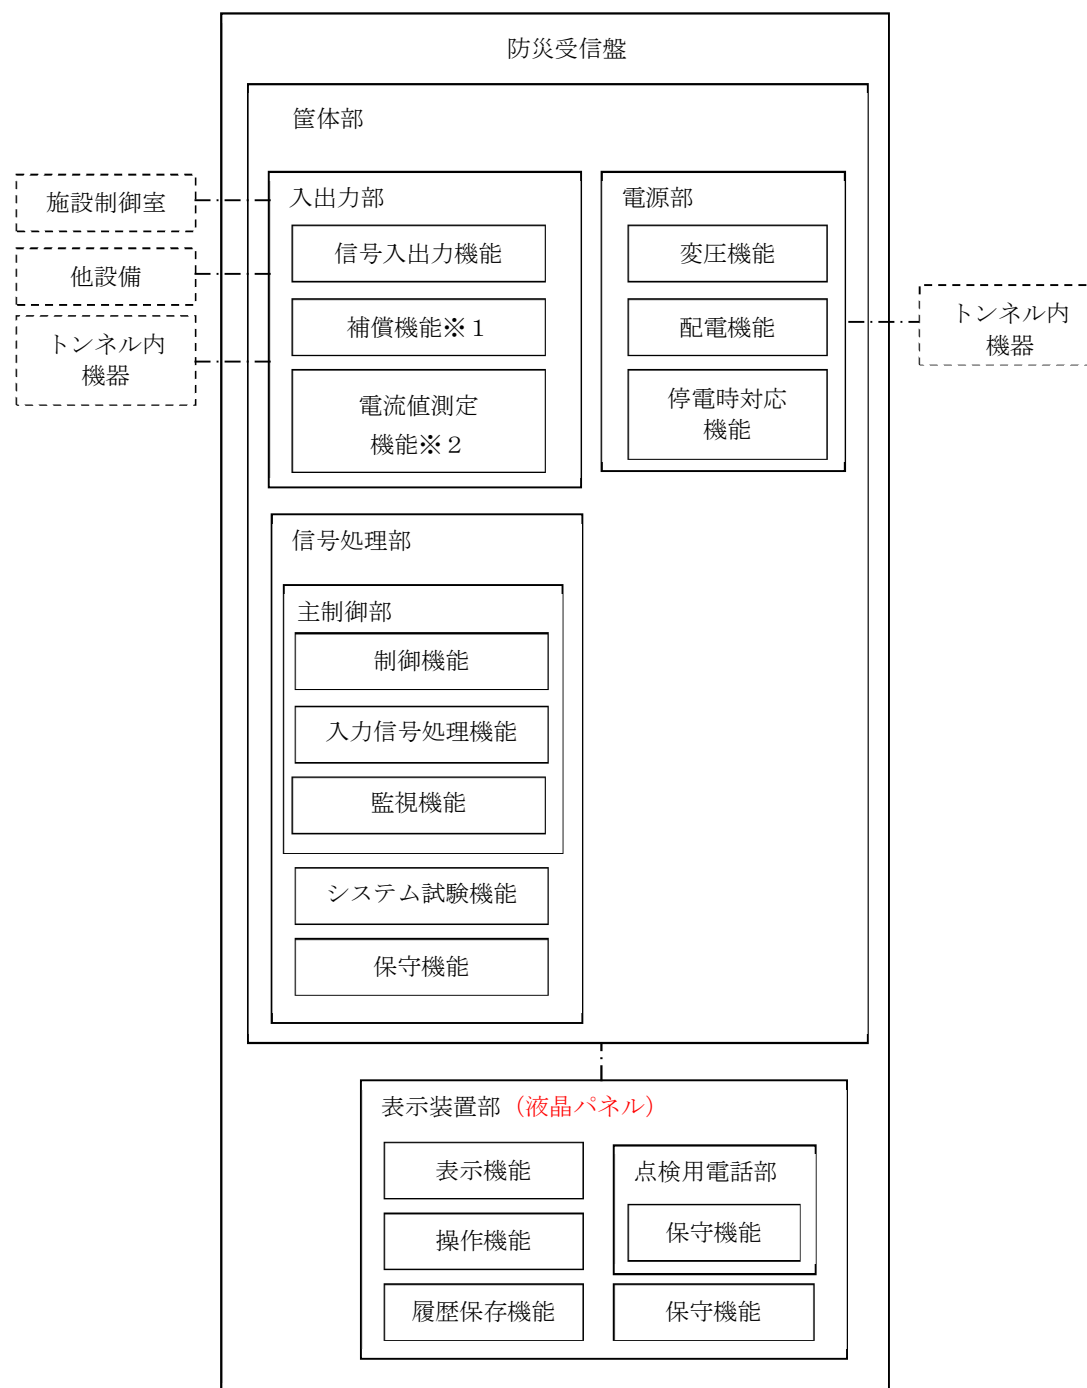 防災受信盤
筐体部
施設制御室
他設備
トンネル内
機器
入出力部
信号入出力機能
補償機能※１
電流値測定
機能※２
電源部
変圧機能
配電機能
停電時対応
機能
トンネル内
機器
信号処理部
主制御部
制御機能
入力信号処理機能
監視機能
システム試験機能
保守機能
表示装置部（液晶パネル）
表示機能
操作機能
履歴保存機能
点検用電話部
保守機能
保守機能